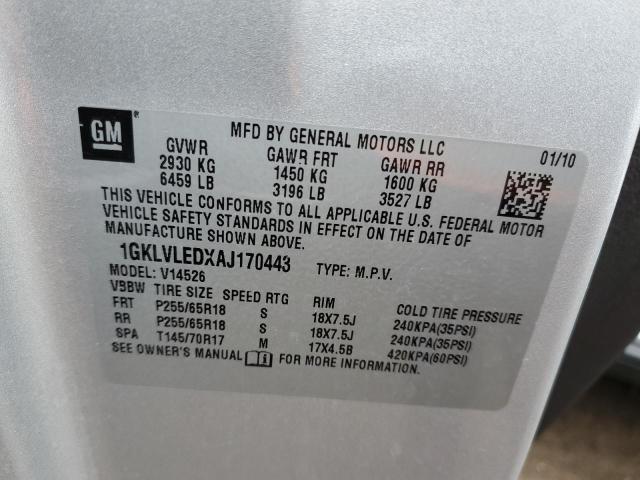 GM
®
MFD BY GENERAL MOTORS LLC
GVWR GAWR FRT GAWR RR 01/10
2930 KG 1450 KG 1600 KG
6459 LB 3196 LB 3527 LB
THIS VEHICLE CONFORMS TO ALL APPLICABLE U.S. FEDERAL MOTOR
VEHICLE SAFETY STANDARDS IN EFFECT ON THE DATE OF
MANUFACTURE SHOWN ABOVE.
1GKLVLEDXAJ170443 TYPE: M.P.V.
MODEL: V14526
VBBW TIRE SIZE SPEED RTG RIM COLD TIRE PRESSURE
FRT P255/65R18 S 18X7.5J 240KPA(35PSI)
RR P255/65R18 S 18X7.5J 240KPA(35PSI)
SPA T145/70R17 M 17X4.5B 420KPA(60PSI)
SEE OWNER'S MANUAL FOR MORE INFORMATION.